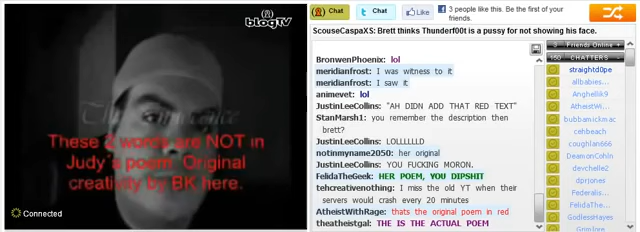 blogTV
These 2 words are NOT in
Judy's poem. Original
creativity by BK here.
Connected
Chat
Chat
Like
3 people like this. Be the first of your
friends.
ScouseCaspaXS: Brett thinks Thunderf00t is a pussy for not showing his face.
BronwenPhoenix: lol
meridianfrost: I was witness to it
meridianfrost: I saw it
animevet: lol
JustinLeeCollins: "AH DIDN ADD THAT RED TEXT"
StanMarsh1: you remember the description then
brett?
JustinLeeCollins: LOLLLLLLD
notinmyname2050: her original
JustinLeeCollins: YOU FUCKING MORON.
FelidaTheGeek: HER POEM, YOU DIPSHIT
tehcreativenothing: I miss the old YT when their
servers would crash every 20 minutes
AtheistWithRage: thats the original poem in red
theatheistgal: THE IS THE ACTUAL POEM
3 Friends Online
150 CHATTERS
straightd0pe
allbabies...
Anghellik9
AtheistWi...
bubbamickmac
cehbeach
coughlan666
DeamonCohln
devchelle2
dprjones
Federalis...
FelidaThe...
GodlessHayes